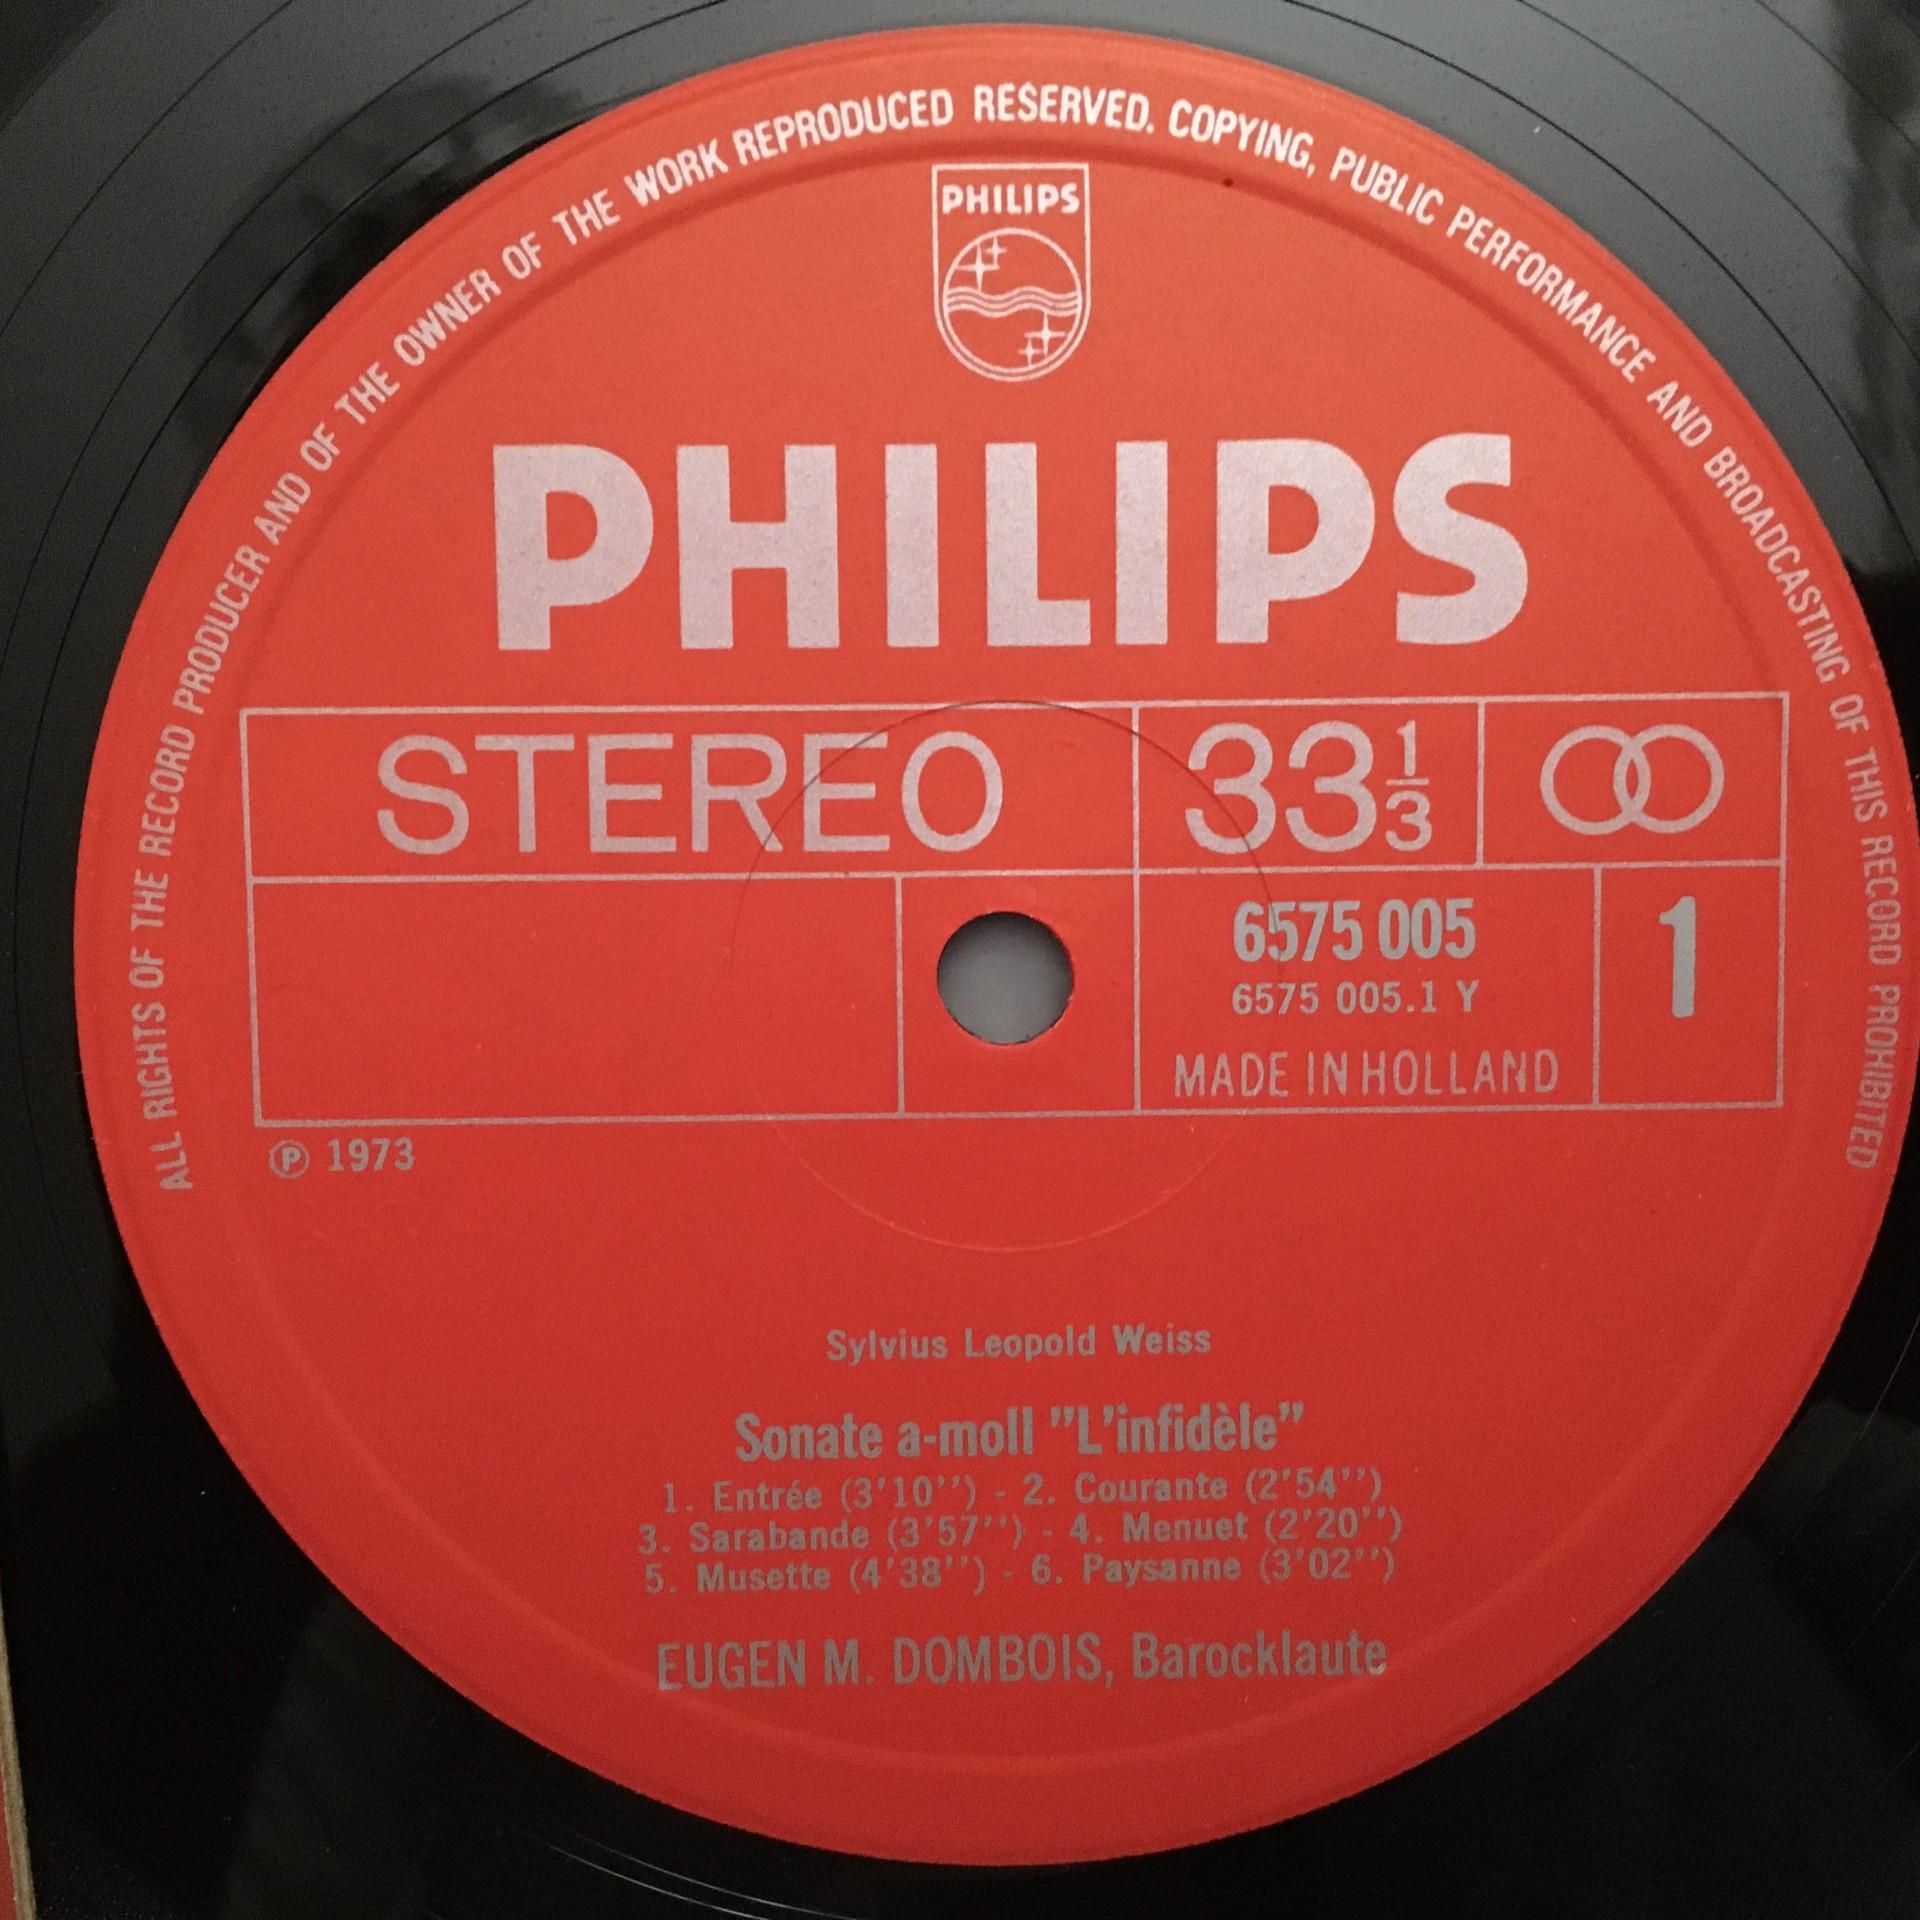 ALL RIGHTS OF THE RECORD PRODUCER AND OF THE OWNER OF THE WORK REPRODUCED RESERVED. COPYING, PUBLIC PERFORMANCE AND BROADCASTING OF THIS RECORD PROHIBITED
PHILIPS
PHILIPS
STEREO 33 1/3
6575 005 1
6575 005.1 Y
MADE IN HOLLAND
Ⓟ 1973
Sylvius Leopold Weiss
Sonate a-moll "L'infidèle"
1. Entrée (3'10'') - 2. Courante (2'54'')
3. Sarabande (3'57'') - 4. Menuet (2'20'')
5. Musette (4'38'') - 6. Paysanne (3'02'')
EUGEN M. DOMBOIS, Barocklaute